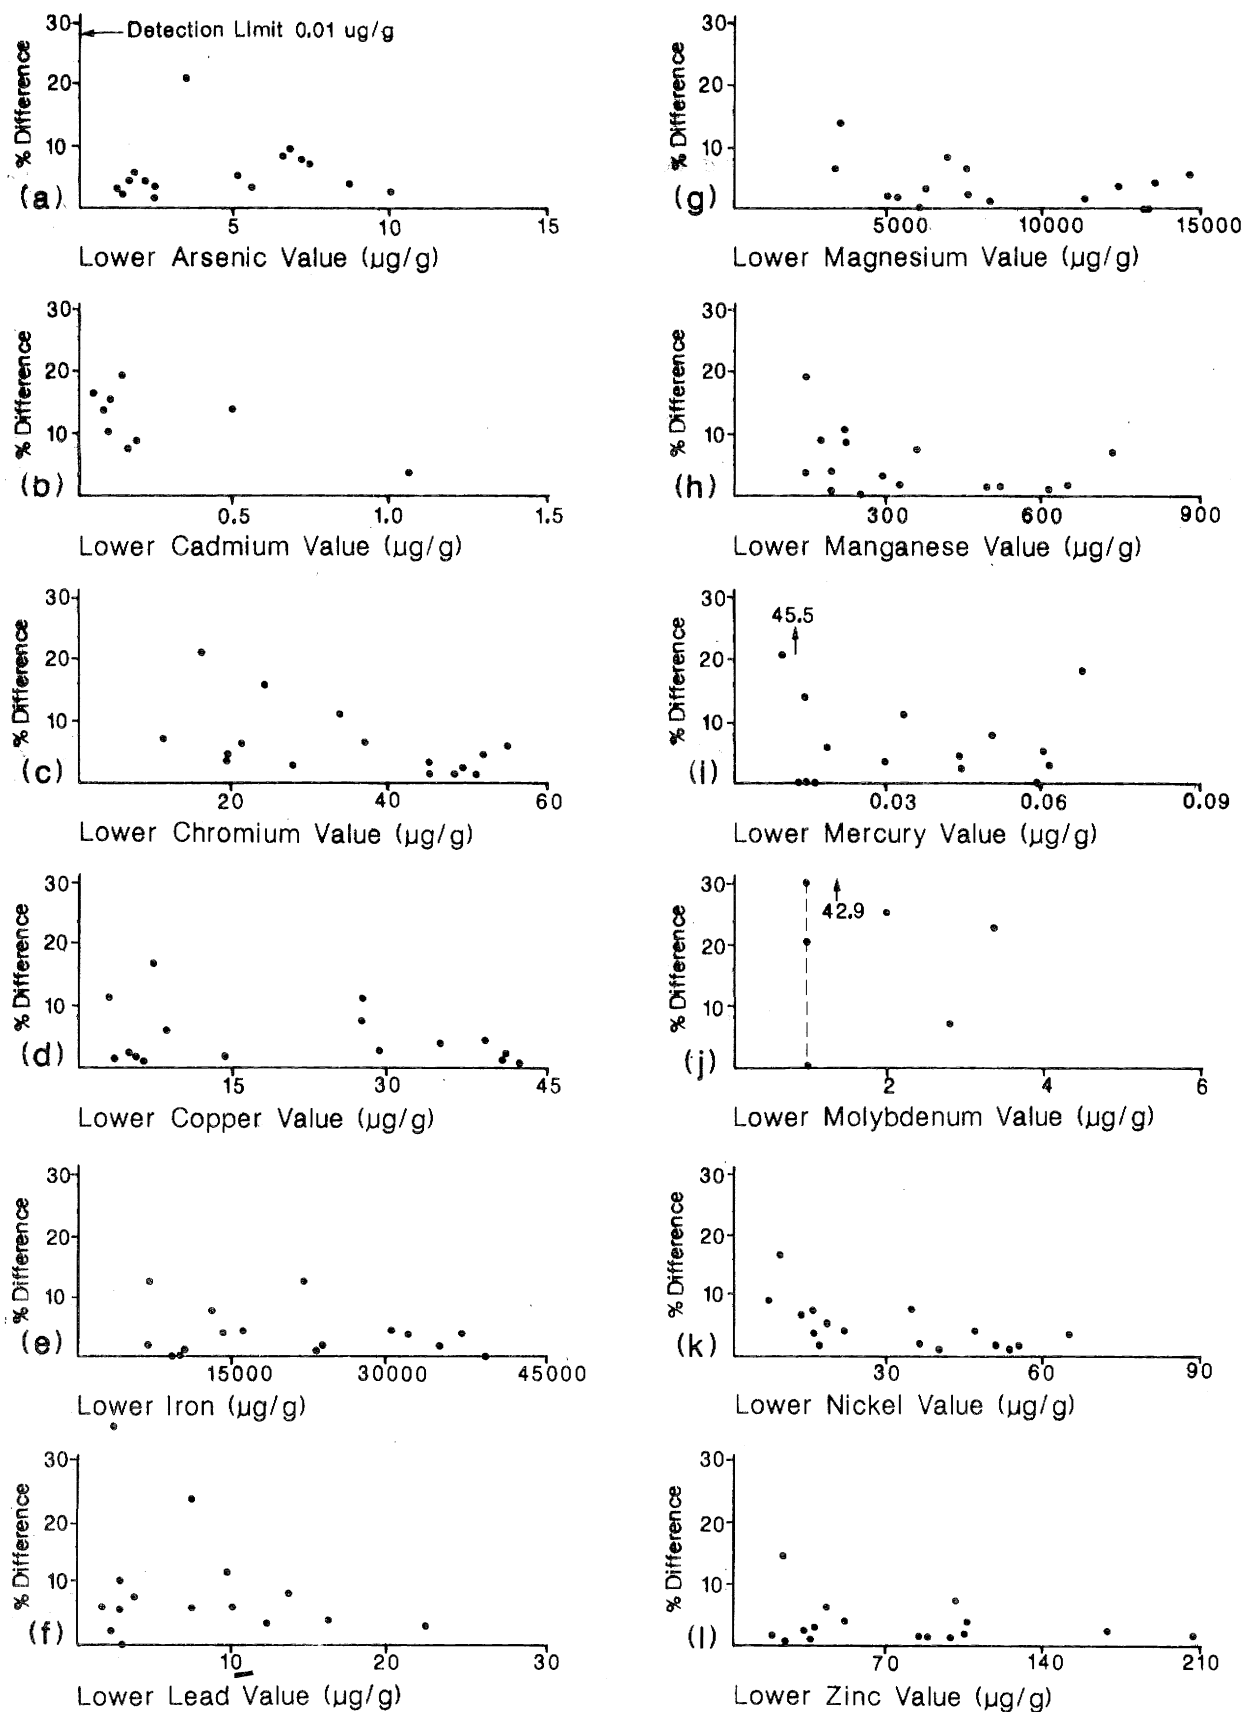 30
Detection LImit 0.01 ug/g
20
10
% Difference
(a)
5
10
15
Lower Arsenic Value (µg/g)
30
20
10
% Difference
(b)
0.5
1.0
1.5
Lower Cadmium Value (µg/g)
30
20
10
% Difference
(c)
20
40
60
Lower Chromium Value (µg/g)
30
20
10
% Difference
(d)
15
30
45
Lower Copper Value (µg/g)
30
20
10
% Difference
(e)
15000
30000
45000
Lower Iron (µg/g)
30
20
10
% Difference
(f)
10
20
30
Lower Lead Value (µg/g)
30
20
10
% Difference
(g)
5000
10000
15000
Lower Magnesium Value (µg/g)
30
20
10
% Difference
(h)
300
600
900
Lower Manganese Value (µg/g)
30
45.5
20
10
% Difference
(i)
0.03
0.06
0.09
Lower Mercury Value (µg/g)
30
42.9
20
10
% Difference
(j)
2
4
6
Lower Molybdenum Value (µg/g)
30
20
10
% Difference
(k)
30
60
90
Lower Nickel Value (µg/g)
30
20
10
% Difference
(l)
70
140
210
Lower Zinc Value (µg/g)